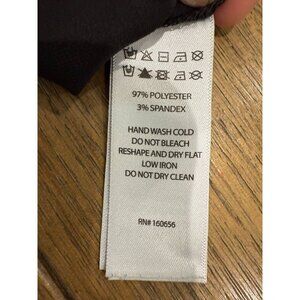 97% POLYESTER
3% SPANDEX
HAND WASH COLD
DO NOT BLEACH
RESHAPE AND DRY FLAT
LOW IRON
DO NOT DRY CLEAN
RN# 160656